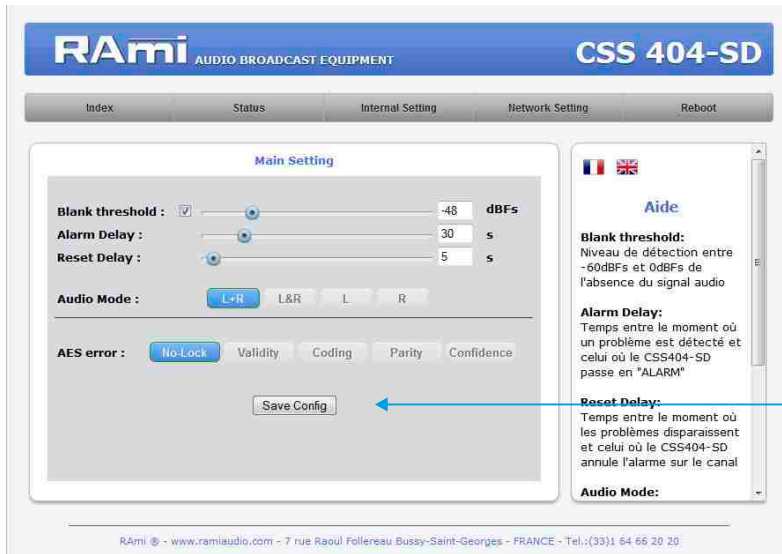 RAmi AUDIO BROADCAST EQUIPMENT CSS 404-SD
Index Status Internal Setting Network Setting Reboot
Main Setting
Blank threshold : -48 dBFs
Alarm Delay : 30 s
Reset Delay : 5 s
Audio Mode : L+R L&R L R
AES error : No-Lock Validity Coding Parity Confidence
Save Config
Aide
Blank threshold:
Niveau de détection entre
-60dBFs et 0dBFs de
l'absence du signal audio
Alarm Delay:
Temps entre le moment où
un problème est détecté et
celui où le CSS404-SD
passe en "ALARM"
Reset Delay:
Temps entre le moment où
les problèmes disparaissent
et celui où le CSS404-SD
annule l'alarme sur le canal
Audio Mode:
RAmi ® - www.ramiaudio.com - 7 rue Raoul Follereau Bussy-Saint-Georges - FRANCE - Tel.:(33)1 64 66 20 20